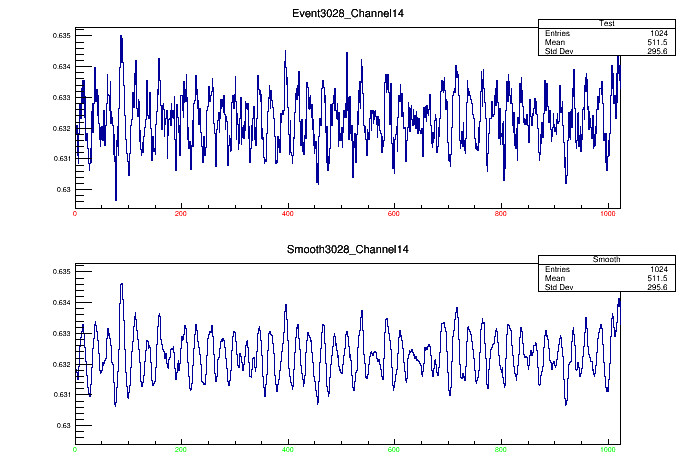 Event3028_Channel14
Test
Entries 1024
Mean 511.5
Std Dev 295.6
0.635
0.634
0.633
0.632
0.631
0.63
0 200 400 600 800 1000
Smooth3028_Channel14
Smooth
Entries 1024
Mean 511.5
Std Dev 295.6
0.635
0.634
0.633
0.632
0.631
0.63
0 200 400 600 800 1000